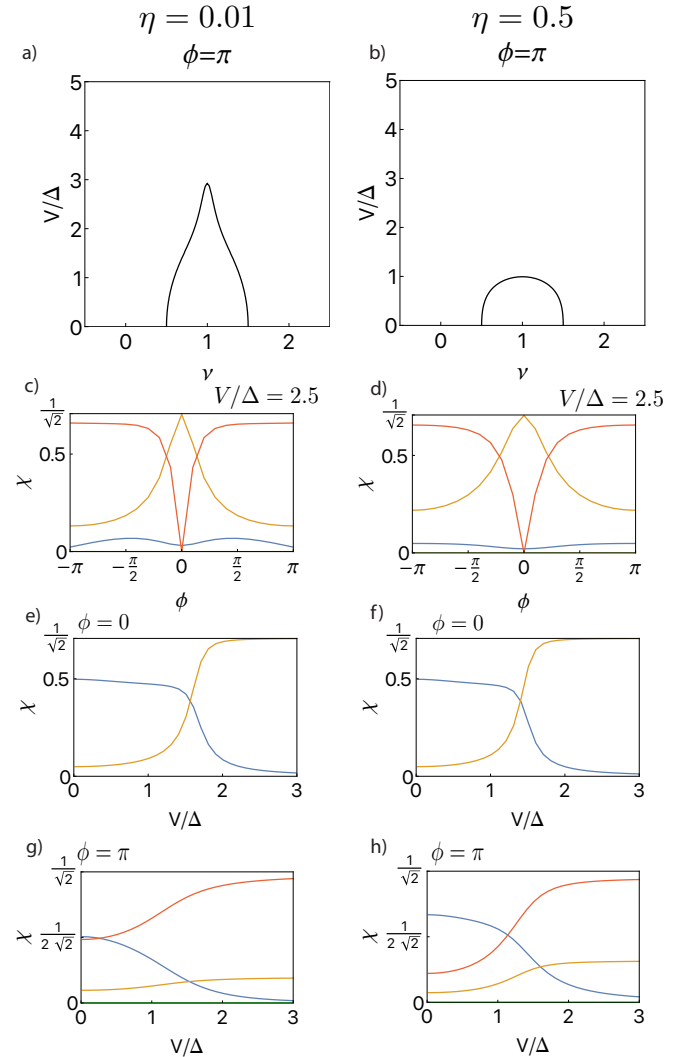 η = 0.01
η = 0.5
a)
ϕ=π
b)
ϕ=π
V/Δ
5
4
3
2
1
0
0 1 2
ν
V/Δ
5
4
3
2
1
0
0 1 2
ν
c)
V/Δ = 2.5
χ
1/√2
0.5
0
−π −π/2 0 π/2 π
ϕ
d)
V/Δ = 2.5
χ
1/√2
0.5
0
−π −π/2 0 π/2 π
ϕ
e)
ϕ = 0
χ
1/√2
0.5
0
0 1 2 3
V/Δ
f)
ϕ = 0
χ
1/√2
0.5
0
0 1 2 3
V/Δ
g)
ϕ = π
χ
1/√2
1/2√2
0
0 1 2 3
V/Δ
h)
ϕ = π
χ
1/√2
1/2√2
0
0 1 2 3
V/Δ